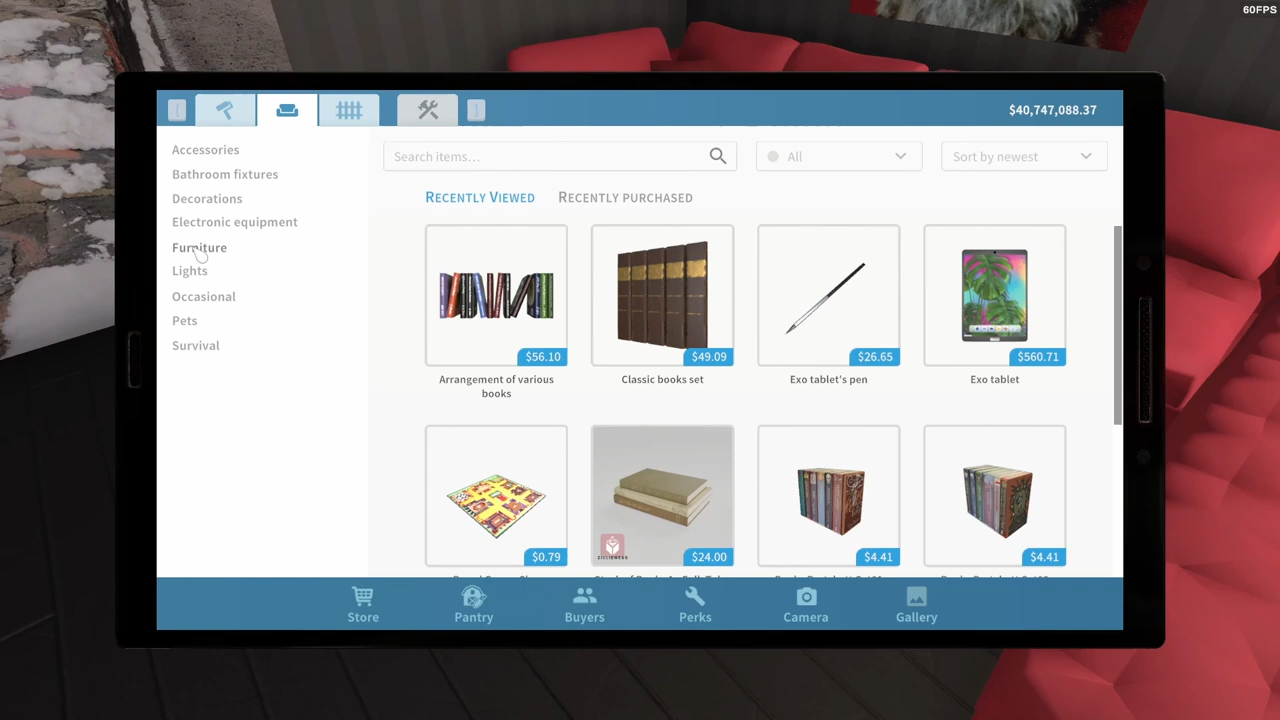 60FPS
$40,747,088.37
Accessories
Bathroom fixtures
Decorations
Electronic equipment
Furniture
Lights
Occasional
Pets
Survival
Search items...
All
Sort by newest
RECENTLY VIEWED
RECENTLY PURCHASED
$56.10
$49.09
$26.65
$560.71
Arrangement of various
books
Classic books set
Exo tablet's pen
Exo tablet
$0.79
$24.00
$4.41
$4.41
Store
Pantry
Buyers
Perks
Camera
Gallery